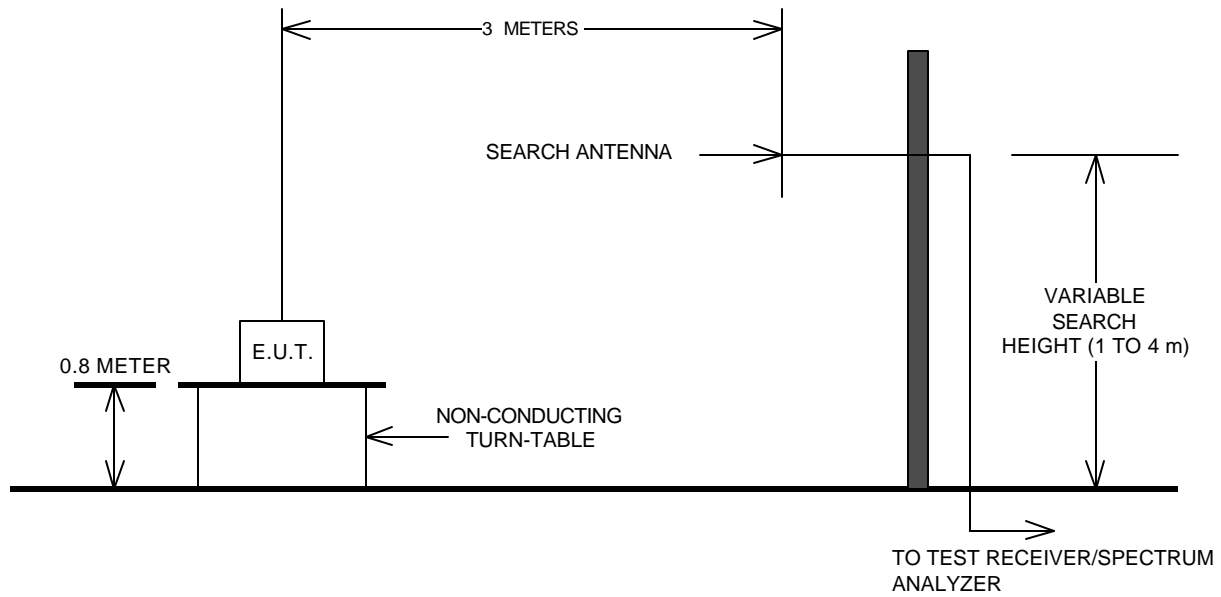 3 METERS
SEARCH ANTENNA
VARIABLE
SEARCH
HEIGHT (1 TO 4 m)
E.U.T.
0.8 METER
NON-CONDUCTING
TURN-TABLE
TO TEST RECEIVER/SPECTRUM
ANALYZER